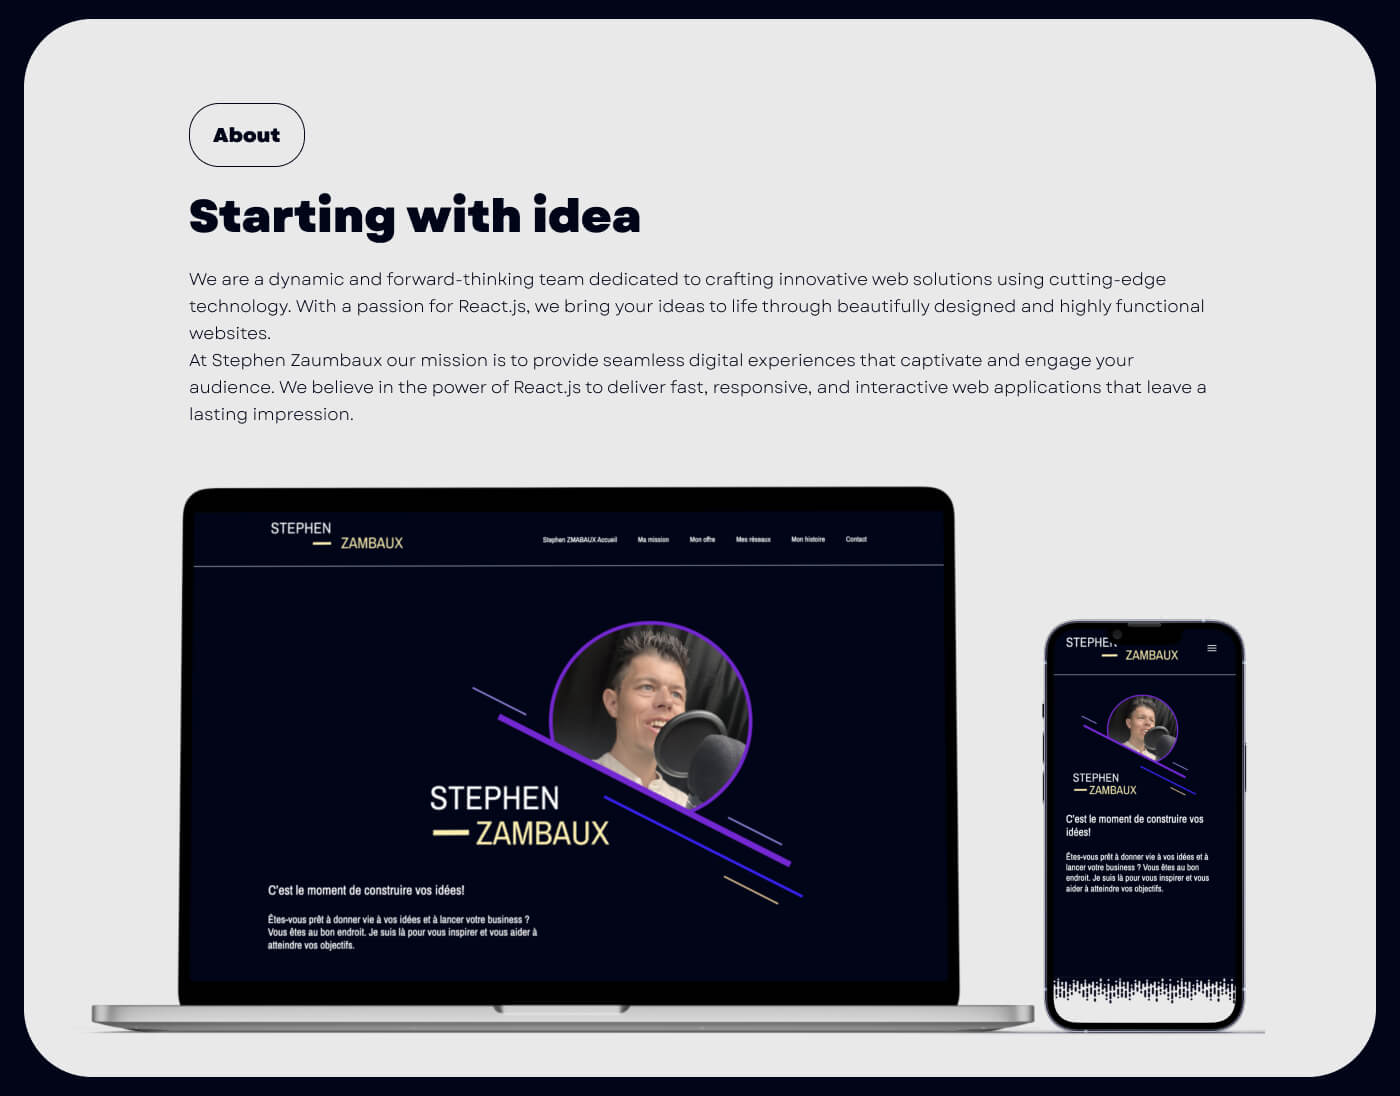 About
Starting with idea
We are a dynamic and forward-thinking team dedicated to crafting innovative web solutions using cutting-edge
technology. With a passion for React.js, we bring your ideas to life through beautifully designed and highly functional
websites.
At Stephen Zaumbaux our mission is to provide seamless digital experiences that captivate and engage your
audience. We believe in the power of React.js to deliver fast, responsive, and interactive web applications that leave a
lasting impression.
STEPHEN
ZAMBAUX
Stephen ZMABAUX Accueil Ma mission Mon offre Mes réseaux Mon histoire Contact
STEPHEN
ZAMBAUX
C'est le moment de construire vos idées!
Êtes-vous prêt à donner vie à vos idées et à lancer votre business ?
Vous êtes au bon endroit. Je suis là pour vous inspirer et vous aider à
atteindre vos objectifs.
STEPHEN
ZAMBAUX
STEPHEN
ZAMBAUX
C'est le moment de construire vos
idées!
Êtes-vous prêt à donner vie à vos idées et à
lancer votre business ? Vous êtes au bon
endroit. Je suis là pour vous inspirer et vous
aider à atteindre vos objectifs.